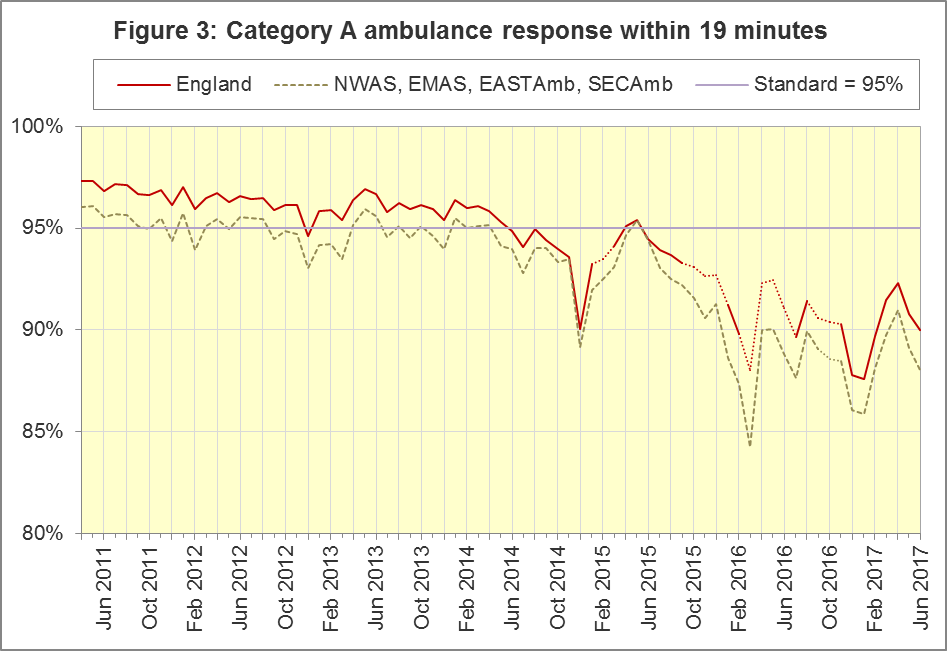 Figure 3: Category A ambulance response within 19 minutes
England NWAS, EMAS, EASTAmb, SECAmb Standard = 95%
100%
95%
90%
85%
80%
Jun 2011
Oct 2011
Feb 2012
Jun 2012
Oct 2012
Feb 2013
Jun 2013
Oct 2013
Feb 2014
Jun 2014
Oct 2014
Feb 2015
Jun 2015
Oct 2015
Feb 2016
Jun 2016
Oct 2016
Feb 2017
Jun 2017